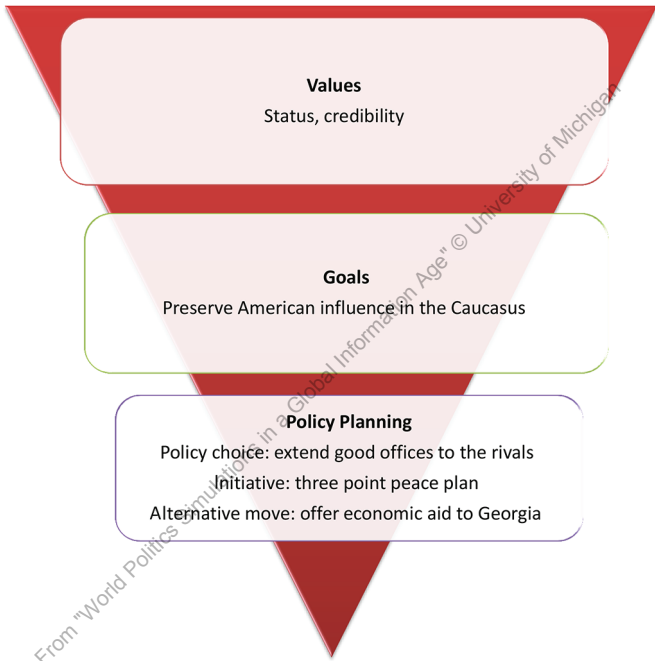 Values
Status, credibility
Goals
Preserve American influence in the Caucasus
Policy Planning
Policy choice: extend good offices to the rivals
Initiative: three point peace plan
Alternative move: offer economic aid to Georgia
From "World Politics Simulations in a Global Information Age" © University of Michigan